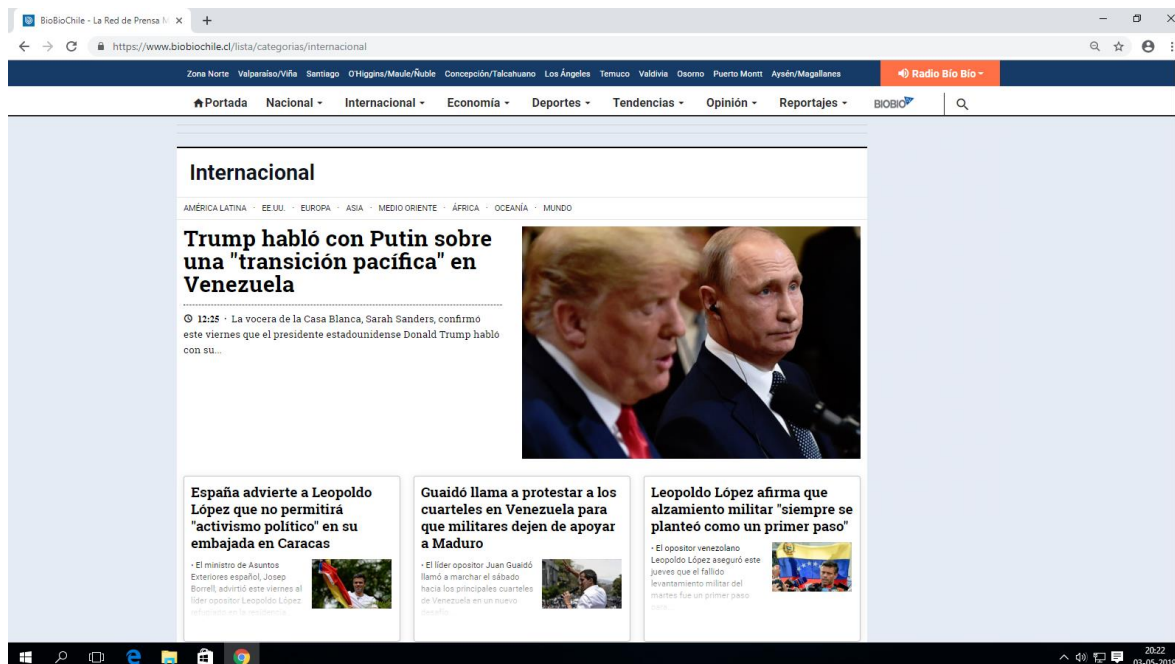 BioBioChile - La Red de Prensa M
https://www.biobiochile.cl/lista/categorias/internacional
Zona Norte Valparaíso/Viña Santiago O'Higgins/Maule/Ñuble Concepción/Talcahuano Los Ángeles Temuco Valdivia Osorno Puerto Montt Aysén/Magallanes Radio Bío Bío
Portada Nacional Internacional Economía Deportes Tendencias Opinión Reportajes BIOBIO
Internacional
AMÉRICA LATINA · EE.UU. · EUROPA · ASIA · MEDIO ORIENTE · ÁFRICA · OCEANÍA · MUNDO
Trump habló con Putin sobre
una "transición pacífica" en
Venezuela
12:25 · La vocera de la Casa Blanca, Sarah Sanders, confirmó
este viernes que el presidente estadounidense Donald Trump habló
con su...
España advierte a Leopoldo
López que no permitirá
"activismo político" en su
embajada en Caracas
· El ministro de Asuntos
Exteriores español, Josep
Borrell, advirtió este viernes al
líder opositor Leopoldo López
Guaidó llama a protestar a los
cuarteles en Venezuela para
que militares dejen de apoyar
a Maduro
· El líder opositor Juan Guaidó
llamó a marchar el sábado
hacia los principales cuarteles
de Venezuela en un nuevo
Leopoldo López afirma que
alzamiento militar "siempre se
planteó como un primer paso"
· El opositor venezolano
Leopoldo López aseguró este
jueves que el fallido
levantamiento militar del
martes fue un primer paso
20:22
03-05-2019